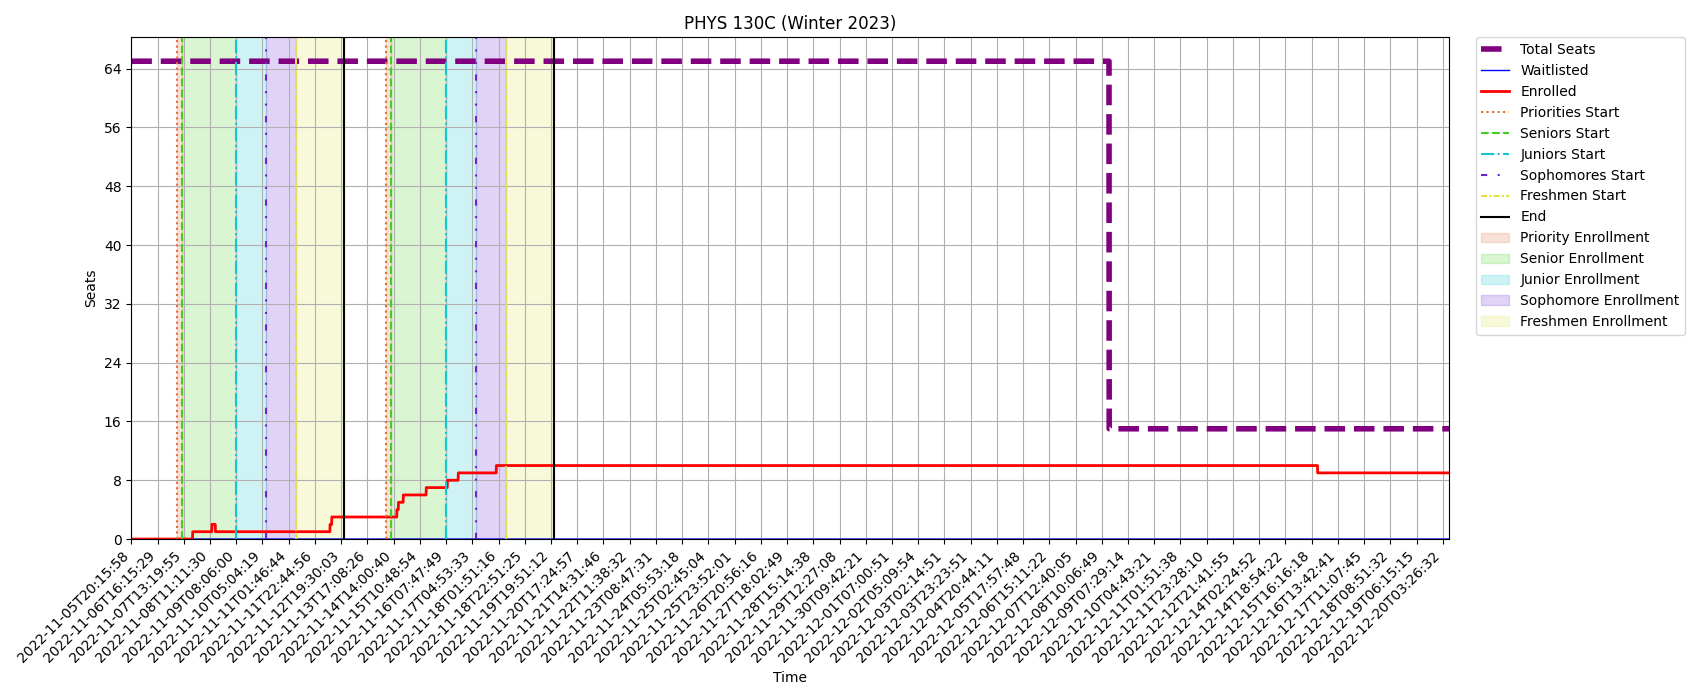 PHYS 130C (Winter 2023)
Seats
64
56
48
40
32
24
16
8
0
2022-11-05T20:15:58
2022-11-06T16:15:29
2022-11-07T13:19:55
2022-11-08T11:11:30
2022-11-09T08:06:00
2022-11-10T05:04:19
2022-11-11T01:46:44
2022-11-11T22:44:56
2022-11-12T19:30:03
2022-11-13T17:08:26
2022-11-14T14:00:40
2022-11-15T10:48:54
2022-11-16T07:47:49
2022-11-17T04:53:33
2022-11-18T01:51:16
2022-11-18T22:51:25
2022-11-19T19:51:12
2022-11-20T17:24:57
2022-11-21T14:31:46
2022-11-22T11:38:32
2022-11-23T08:47:31
2022-11-24T05:53:18
2022-11-25T02:45:04
2022-11-25T23:52:01
2022-11-26T20:56:16
2022-11-27T18:02:49
2022-11-28T15:14:38
2022-11-29T12:27:08
2022-11-30T09:42:21
2022-12-01T07:00:51
2022-12-02T05:09:54
2022-12-03T02:14:51
2022-12-03T23:23:51
2022-12-04T20:44:11
2022-12-05T17:57:48
2022-12-06T15:11:22
2022-12-07T12:40:05
2022-12-08T10:06:49
2022-12-09T07:29:14
2022-12-10T04:43:21
2022-12-11T01:51:38
2022-12-11T23:28:10
2022-12-12T21:41:55
2022-12-14T02:24:52
2022-12-14T18:54:22
2022-12-15T16:16:18
2022-12-16T13:42:41
2022-12-17T11:07:45
2022-12-18T08:51:32
2022-12-19T06:15:15
2022-12-20T03:26:32
Time
Total Seats
Waitlisted
Enrolled
Priorities Start
Seniors Start
Juniors Start
Sophomores Start
Freshmen Start
End
Priority Enrollment
Senior Enrollment
Junior Enrollment
Sophomore Enrollment
Freshmen Enrollment